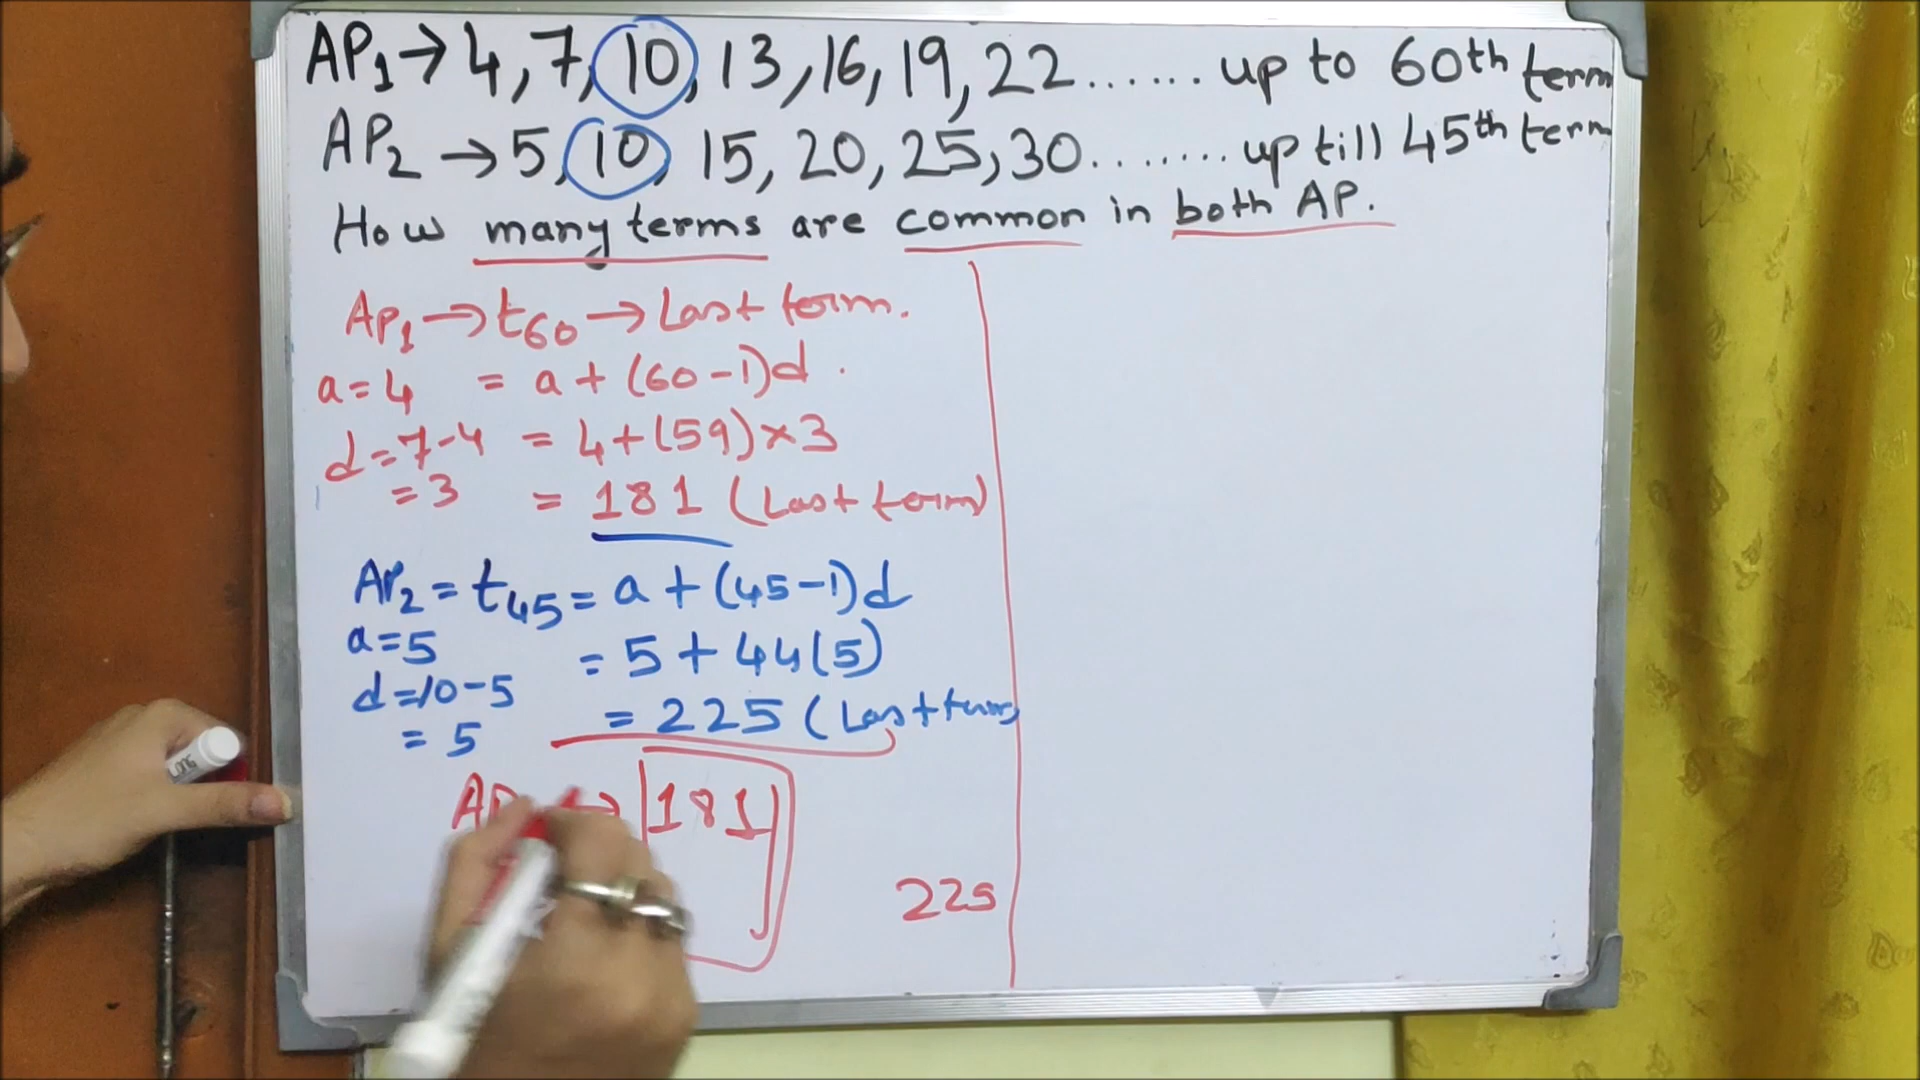 AP₁ → 4, 7, 10, 13, 16, 19, 22 ...... up to 60th term
AP₂ → 5, 10, 15, 20, 25, 30........ up till 45th term
How many terms are common in both AP.
AP₁ → t₆₀ → Last term.
a = 4 = a + (60 - 1)d
d = 7 - 4 = 4 + (59) × 3
= 3 = 181 (Last term)
AP₂ = t₄₅ = a + (45 - 1)d
a = 5 = 5 + 44(5)
d = 10 - 5 = 225 (Last term)
= 5
AP → 181
225
LONG